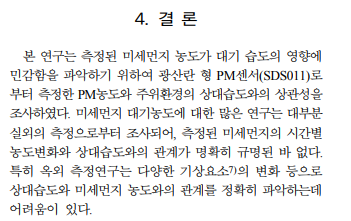 4. 결 론
본 연구는 측정된 미세먼지 농도가 대기 습도의 영향에
민감함을 파악하기 위하여 광산란 형 PM센서(SDS011)로
부터 측정한 PM농도와 주위환경의 상대습도와의 상관성을
조사하였다. 미세먼지 대기농도에 대한 많은 연구는 대부분
실외의 측정으로부터 조사되어, 측정된 미세먼지의 시간별
농도변화와 상대습도와의 관계가 명확히 규명된 바 없다.
특히 옥외 측정연구는 다양한 기상요소7)의 변화 등으로
상대습도와 미세먼지 농도와의 관계를 정확히 파악하는데
어려움이 있다.